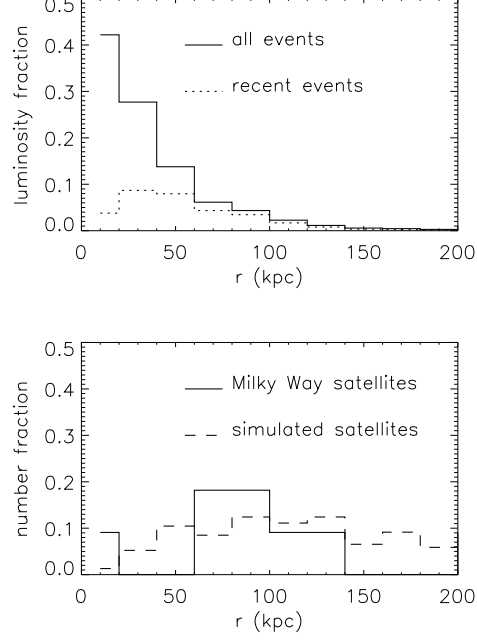 0.5
0.4
0.3
0.2
0.1
0.0
luminosity fraction
all events
recent events
0 50 100 150 200
r (kpc)
0.5
0.4
0.3
0.2
0.1
0.0
number fraction
Milky Way satellites
simulated satellites
0 50 100 150 200
r (kpc)